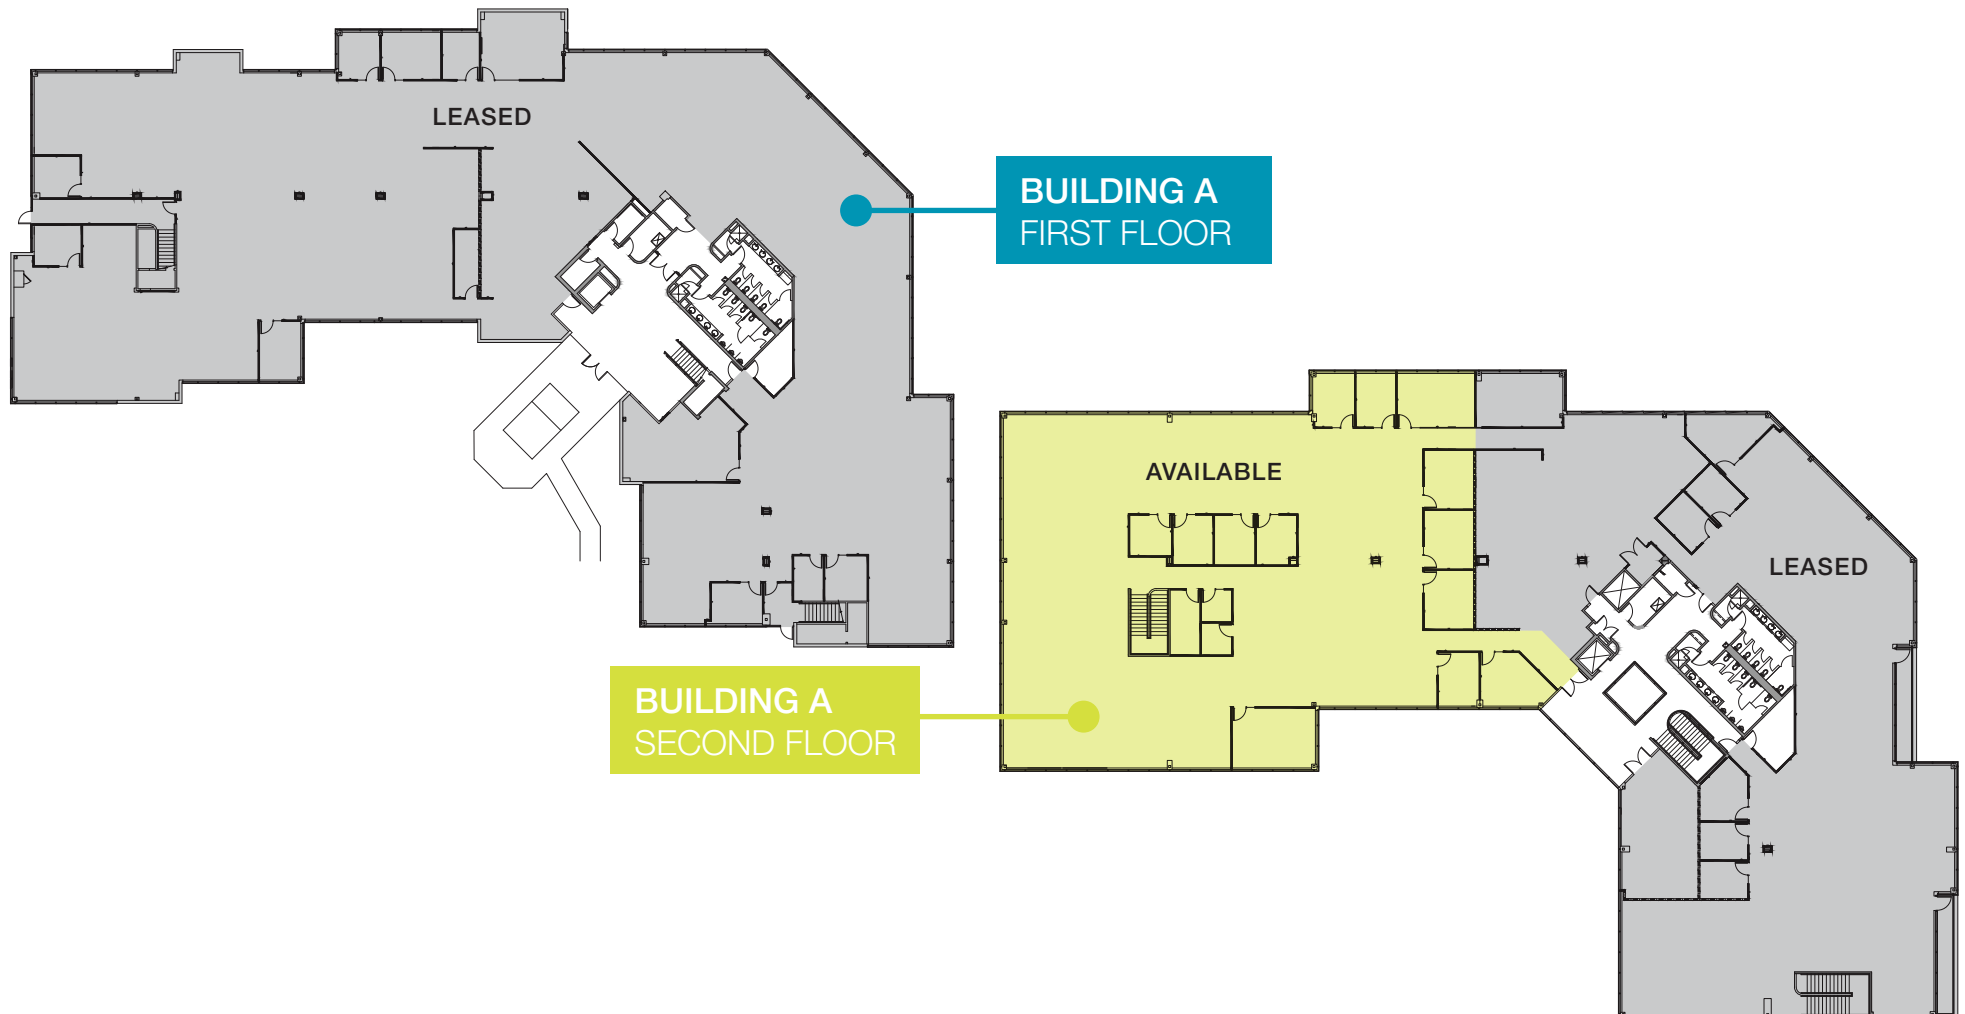 LEASED
BUILDING A
FIRST FLOOR
AVAILABLE
LEASED
BUILDING A
SECOND FLOOR